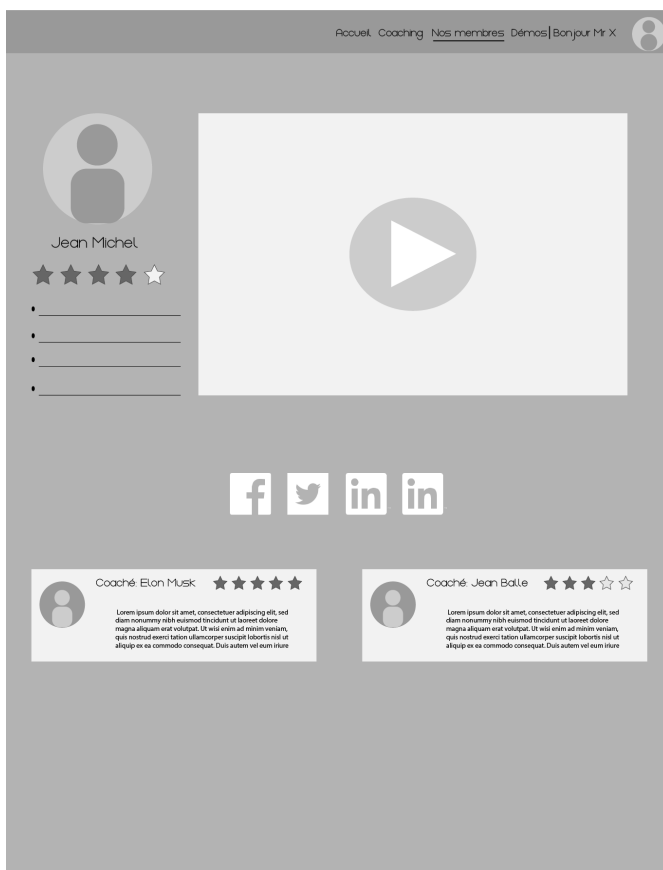 Accueil Coaching Nos membres Démos Bonjour Mr X
Jean Michel
Coaché: Elon Musk
Lorem ipsum dolor sit amet, consectetuer adipiscing elit, sed
diam nonummy nibh euismod tincidunt ut laoreet dolore
magna aliquam erat volutpat. Ut wisi enim ad minim veniam,
quis nostrud exerci tation ullamcorper suscipit lobortis nisl ut
aliquip ex ea commodo consequat. Duis autem vel eum iriure
Coaché: Jean Balle
Lorem ipsum dolor sit amet, consectetuer adipiscing elit, sed
diam nonummy nibh euismod tincidunt ut laoreet dolore
magna aliquam erat volutpat. Ut wisi enim ad minim veniam,
quis nostrud exerci tation ullamcorper suscipit lobortis nisl ut
aliquip ex ea commodo consequat. Duis autem vel eum iriure